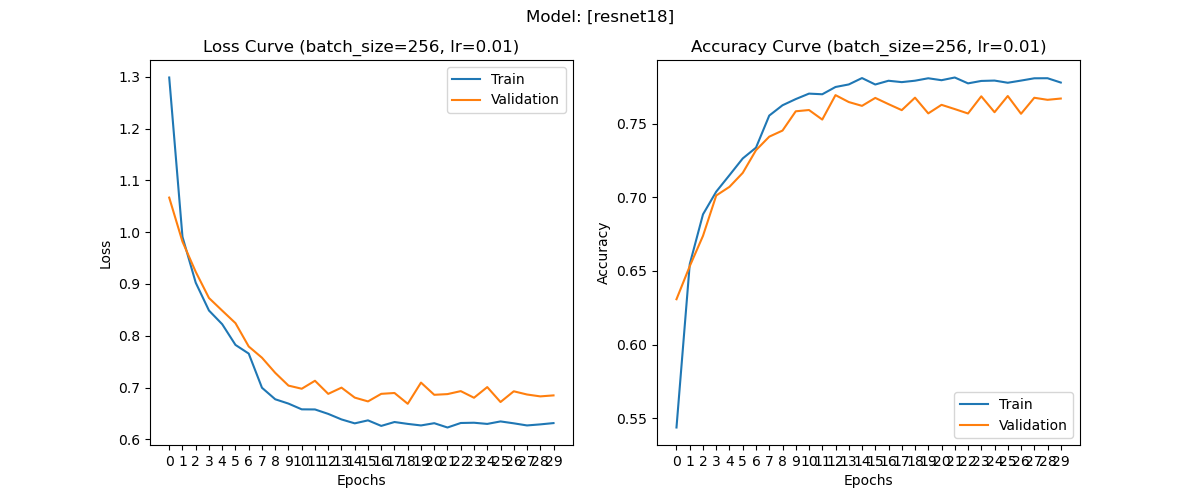 Model: [resnet18]
Loss Curve (batch_size=256, lr=0.01)
1.3
1.2
1.1
1.0
0.9
0.8
0.7
0.6
Loss
Train
Validation
0 1 2 3 4 5 6 7 8 9 10 11 12 13 14 15 16 17 18 19 20 21 22 23 24 25 26 27 28 29
Epochs
Accuracy Curve (batch_size=256, lr=0.01)
0.75
0.70
0.65
0.60
0.55
Accuracy
Train
Validation
0 1 2 3 4 5 6 7 8 9 10 11 12 13 14 15 16 17 18 19 20 21 22 23 24 25 26 27 28 29
Epochs